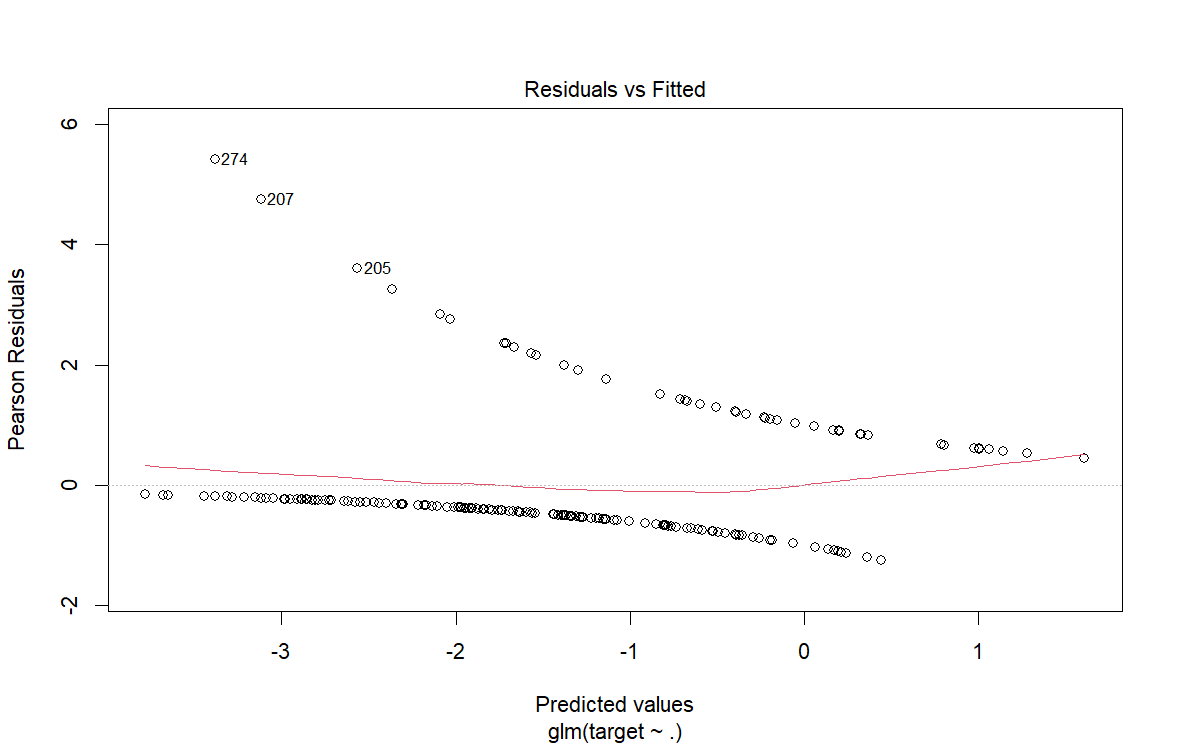 Residuals vs Fitted
6
4
2
0
-2
Pearson Residuals
274
207
205
-3 -2 -1 0 1
Predicted values
glm(target ~ .)